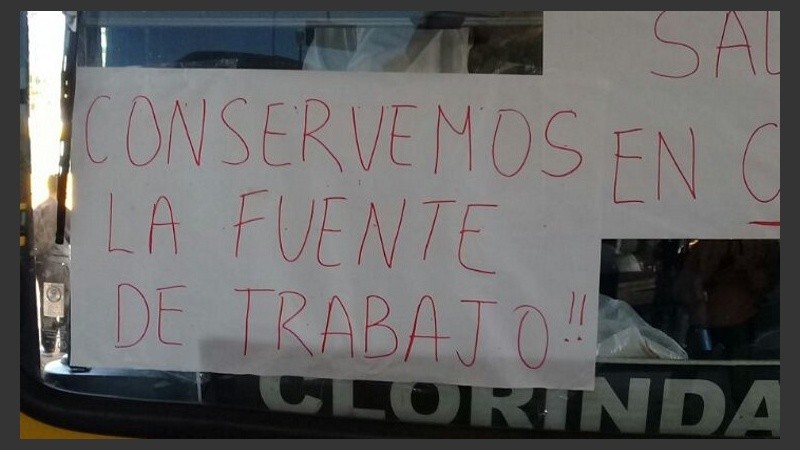 CONSERVEMOS
LA FUENTE
DE TRABAJO!!
EN
CLORINDA